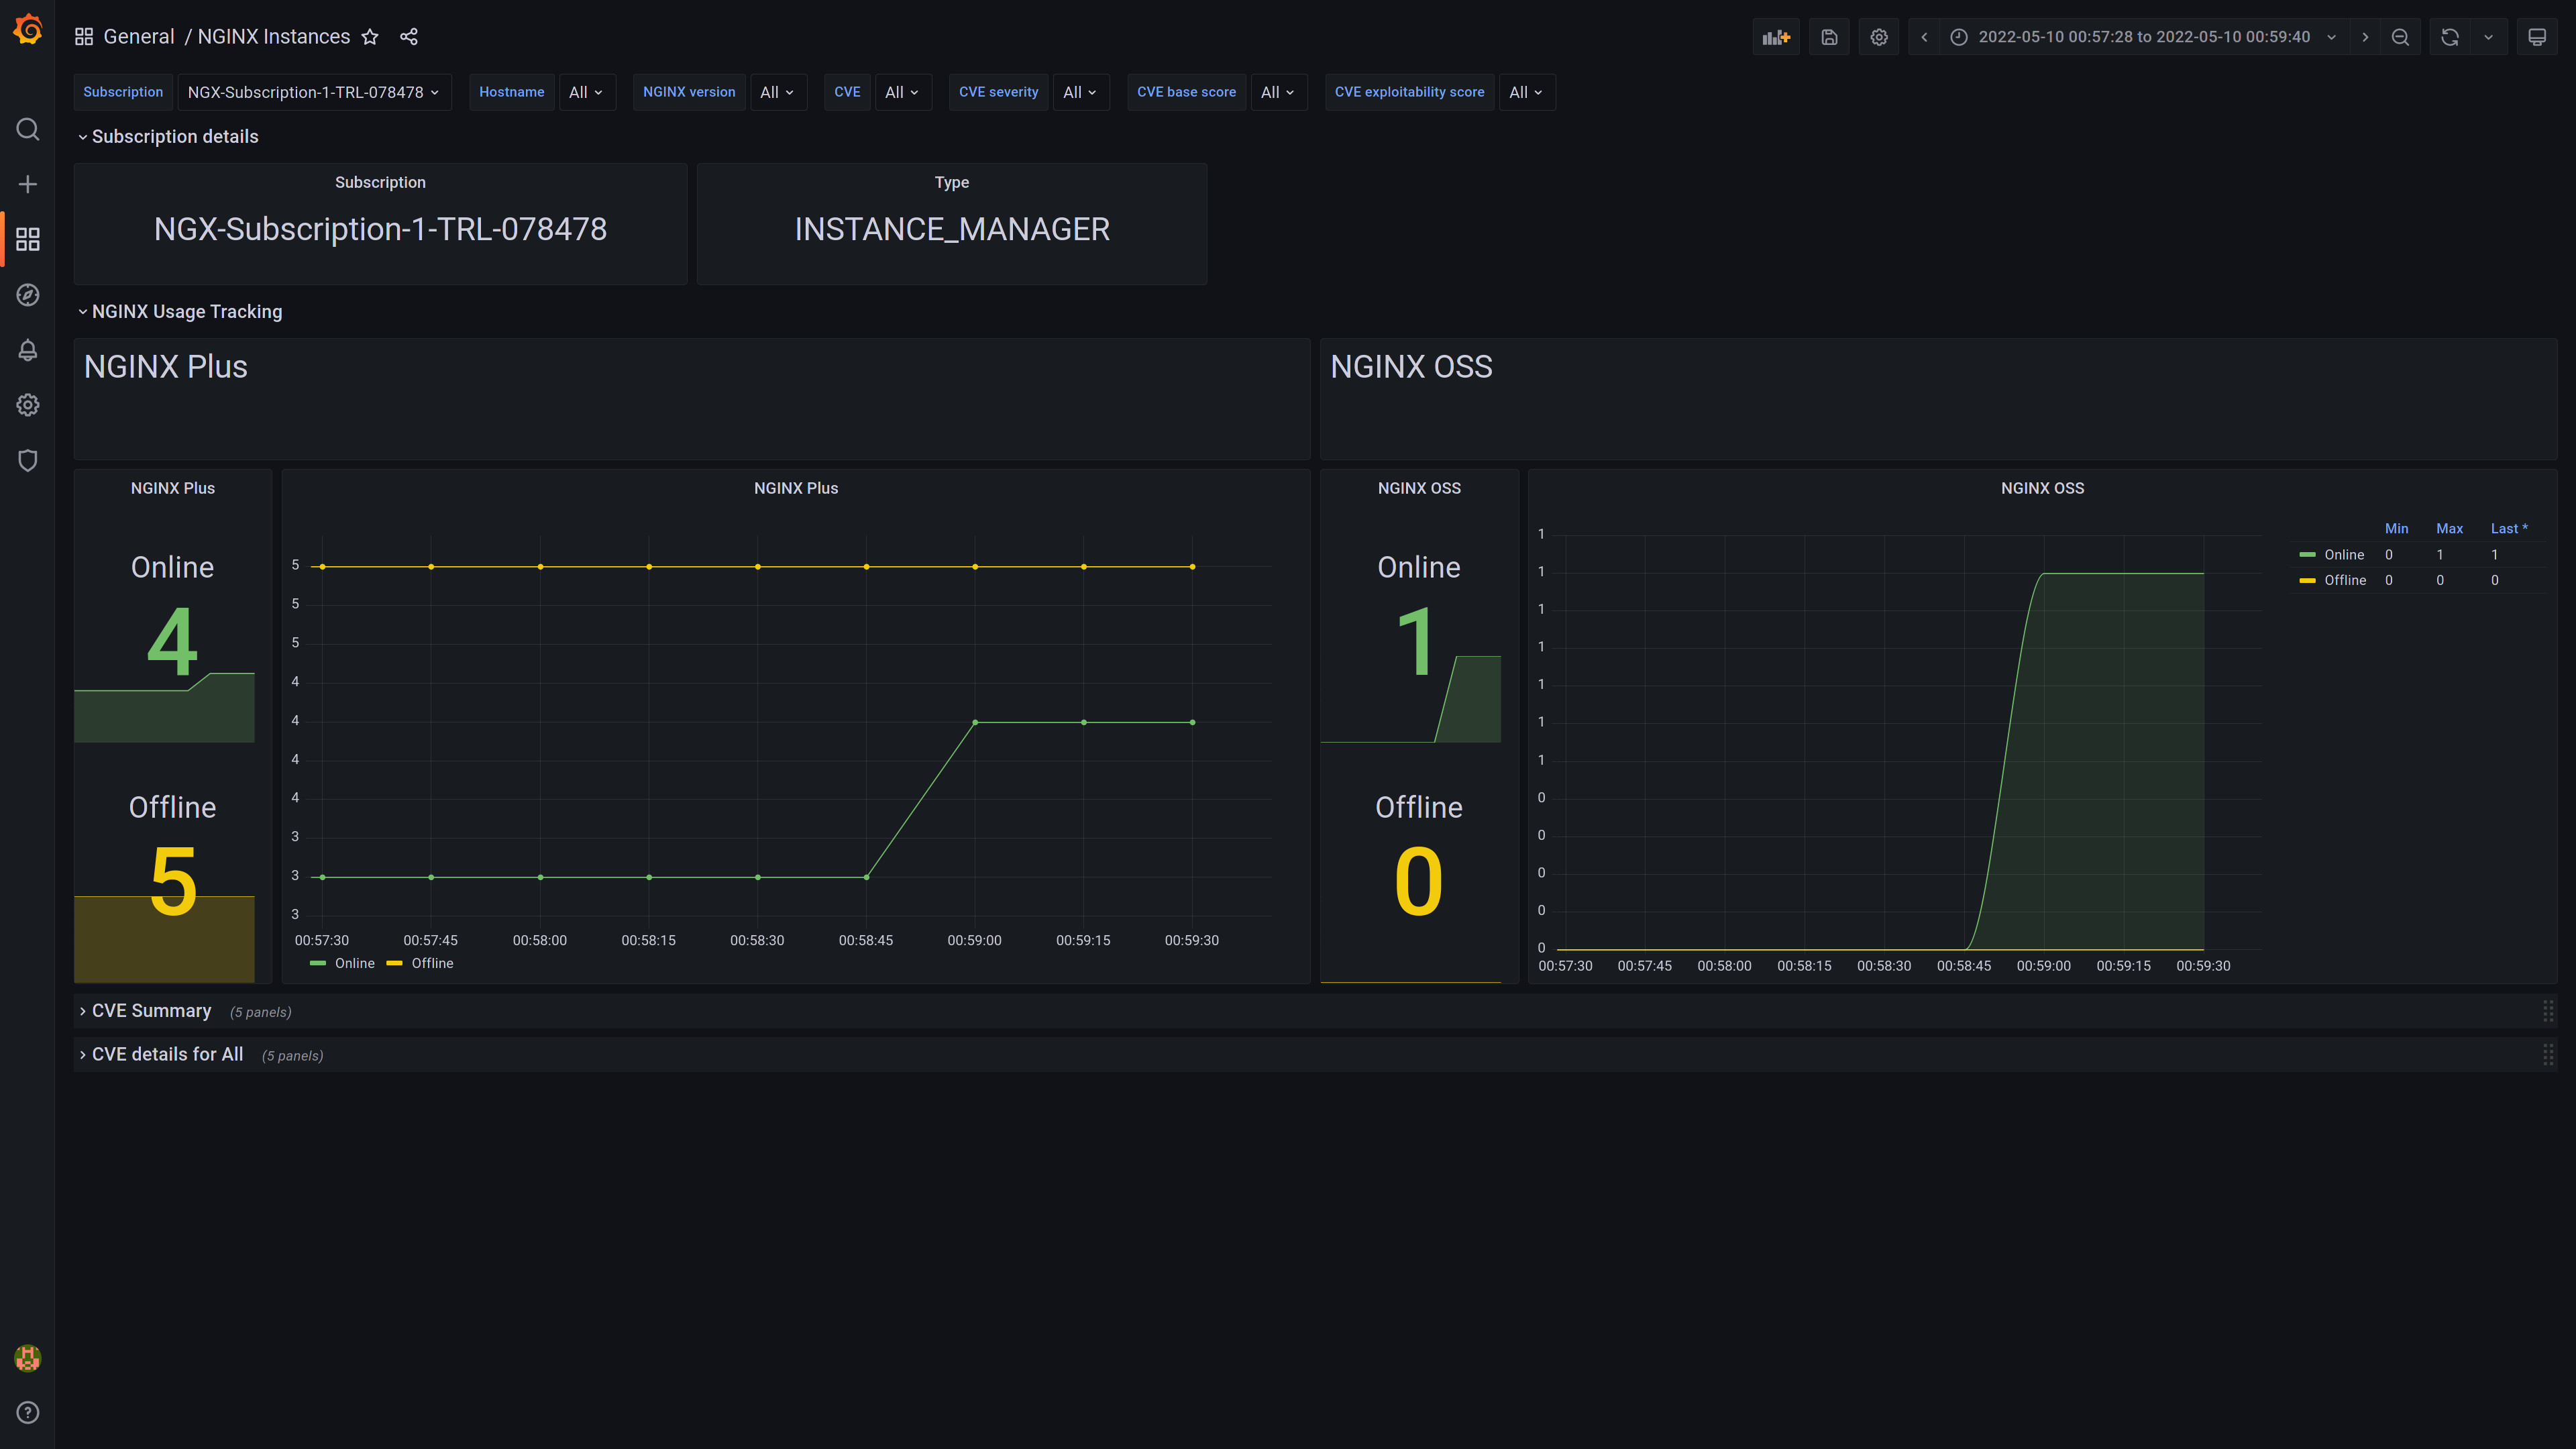 General / NGINX Instances
2022-05-10 00:57:28 to 2022-05-10 00:59:40
Subscription NGX-Subscription-1-TRL-078478 Hostname All NGINX version All CVE All CVE severity All CVE base score All CVE exploitability score All
Subscription details
Subscription
NGX-Subscription-1-TRL-078478
Type
INSTANCE_MANAGER
NGINX Usage Tracking
NGINX Plus
NGINX OSS
NGINX Plus
Online
4
Offline
5
NGINX Plus
5
5
5
4
4
4
4
3
3
3
00:57:30 00:57:45 00:58:00 00:58:15 00:58:30 00:58:45 00:59:00 00:59:15 00:59:30
Online Offline
NGINX OSS
Online
1
Offline
0
NGINX OSS
1
1
1
1
1
1
1
0
0
0
0
0
00:57:30 00:57:45 00:58:00 00:58:15 00:58:30 00:58:45 00:59:00 00:59:15 00:59:30
Min Max Last *
Online 0 1 1
Offline 0 0 0
CVE Summary (5 panels)
CVE details for All (5 panels)